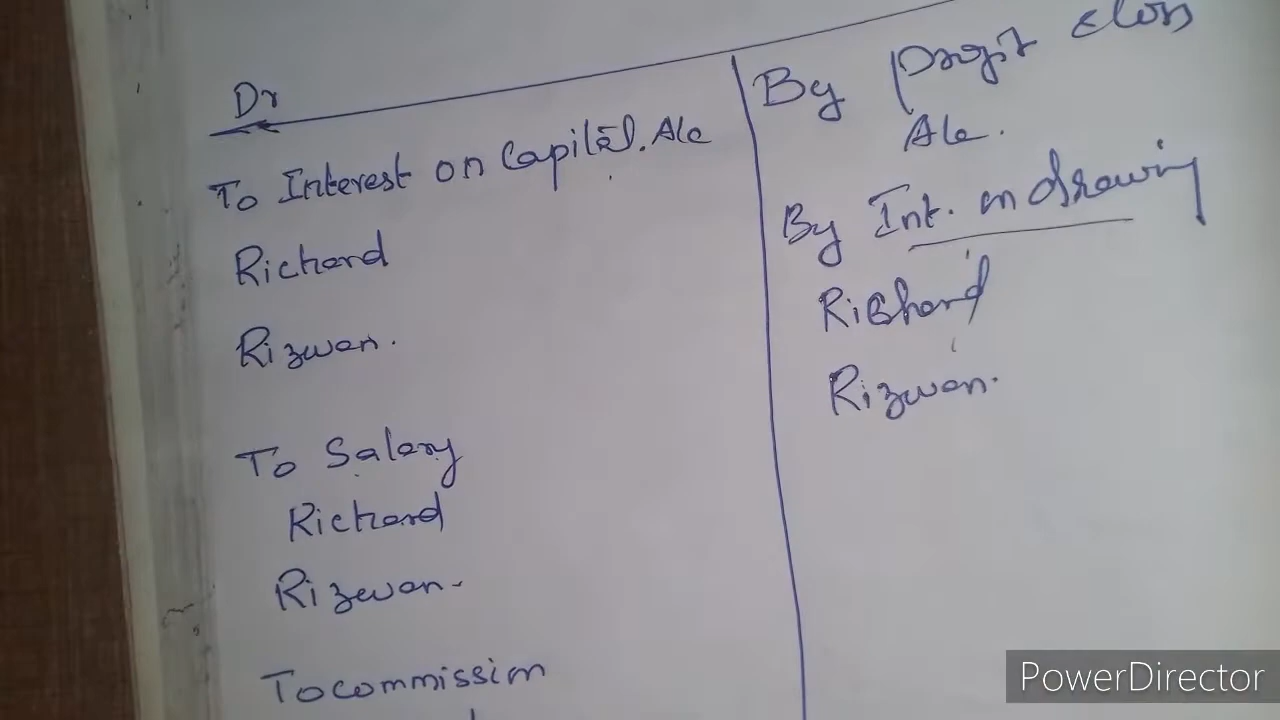 Dr
To Interest on Capital. A/c
Richard
Rizwan.
To Salary
Richard
Rizwan-
To commission
By profit & loss
A/c.
By Int. on drawing
Richard
Rizwan.
PowerDirector